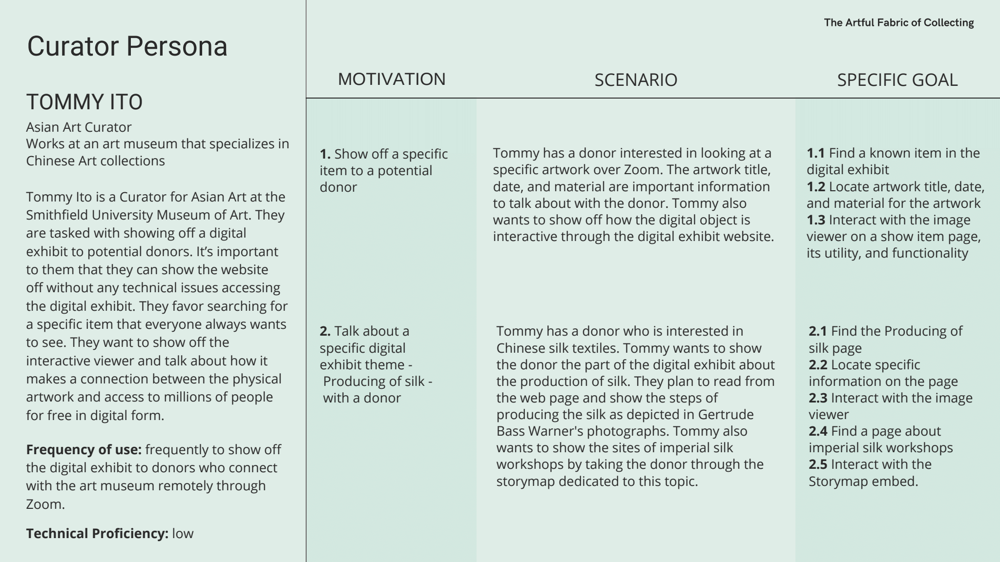 The Artful Fabric of Collecting
Curator Persona
TOMMY ITO
Asian Art Curator
Works at an art museum that specializes in
Chinese Art collections
Tommy Ito is a Curator for Asian Art at the
Smithfield University Museum of Art. They
are tasked with showing off a digital
exhibit to potential donors. It’s important
to them that they can show the website
off without any technical issues accessing
the digital exhibit. They favor searching for
a specific item that everyone always wants
to see. They want to show off the
interactive viewer and talk about how it
makes a connection between the physical
artwork and access to millions of people
for free in digital form.
Frequency of use: frequently to show off
the digital exhibit to donors who connect
with the art museum remotely through
Zoom.
Technical Proficiency: low
MOTIVATION
SCENARIO
SPECIFIC GOAL
1. Show off a specific
item to a potential
donor
Tommy has a donor interested in looking at a
specific artwork over Zoom. The artwork title,
date, and material are important information
to talk about with the donor. Tommy also
wants to show off how the digital object is
interactive through the digital exhibit website.
1.1 Find a known item in the
digital exhibit
1.2 Locate artwork title, date,
and material for the artwork
1.3 Interact with the image
viewer on a show item page,
its utility, and functionality
2. Talk about a
specific digital
exhibit theme -
Producing of silk -
with a donor
Tommy has a donor who is interested in
Chinese silk textiles. Tommy wants to show
the donor the part of the digital exhibit about
the production of silk. They plan to read from
the web page and show the steps of
producing the silk as depicted in Gertrude
Bass Warner's photographs. Tommy also
wants to show the sites of imperial silk
workshops by taking the donor through the
storymap dedicated to this topic.
2.1 Find the Producing of
silk page
2.2 Locate specific
information on the page
2.3 Interact with the image
viewer
2.4 Find a page about
imperial silk workshops
2.5 Interact with the
Storymap embed.